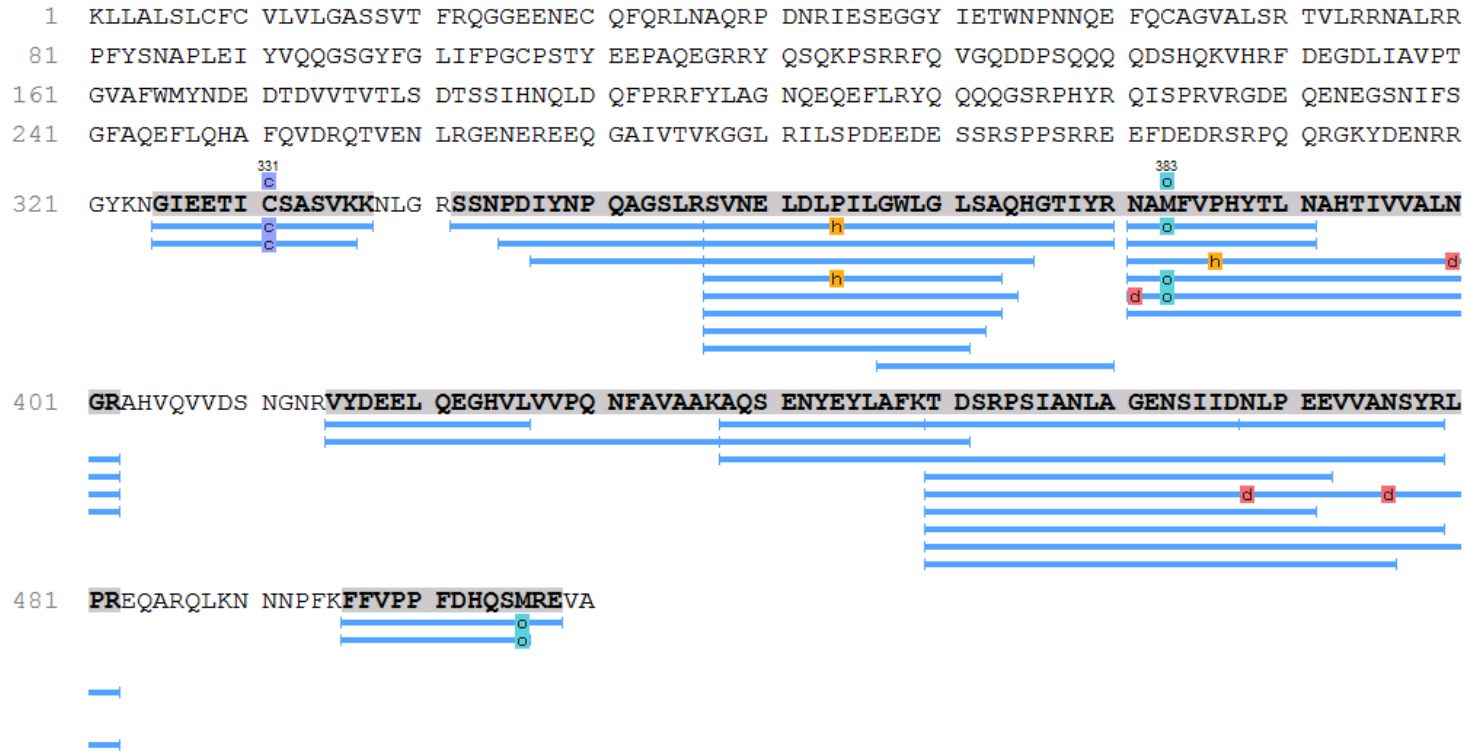 1 KLLALSLCFC VLVLGASSVT FRQGGEENEC QFQRLNAQRP DNRIESEGGY IETWNPNNQE FQCAGVALSR TVLRRNALRR
81 PFYSNAPLEI YVQQGSGYFG LIFPGCPSTY EEPAQEGRRY QSQKPSRRFQ VGQDDPSQQQ QDSHQKVHRF DEGDLIAVPT
161 GVAFWMYNDE DTDVVTVTLS DTSSIHNQLD QFPRRFYLAG NQEQEFLRYQ QQQGSRPHYR QISPRVRGDE QENEGSNIFS
241 GFAQEFLQHA FQVDRQTVEN LRGENEREEQ GAIVTVKGGL RILSPDEEDE SSRSPPSRRE EFDEDRSRPQ QRGKYDENRR
331 383
c o
321 GYKNGIEETI CSASVKKNLG RSSNPDIYNP QAGSLRSVNE LDLPILGWLG LSAQHGTIYR NAMFVPHYTL NAHTIVVALN
c h o
c
h d
h o
d o
401 GRAHVQVVDS NGNRVYDEEL QEGHVLVVPQ NFAVAAKAQS ENYEYLAFKT DSRPSIANLA GENSIIDNLP EEVVANSYRL
d d
481 PREQARQLKN NNPFKFFVPP FDHQSMREVA
o
o